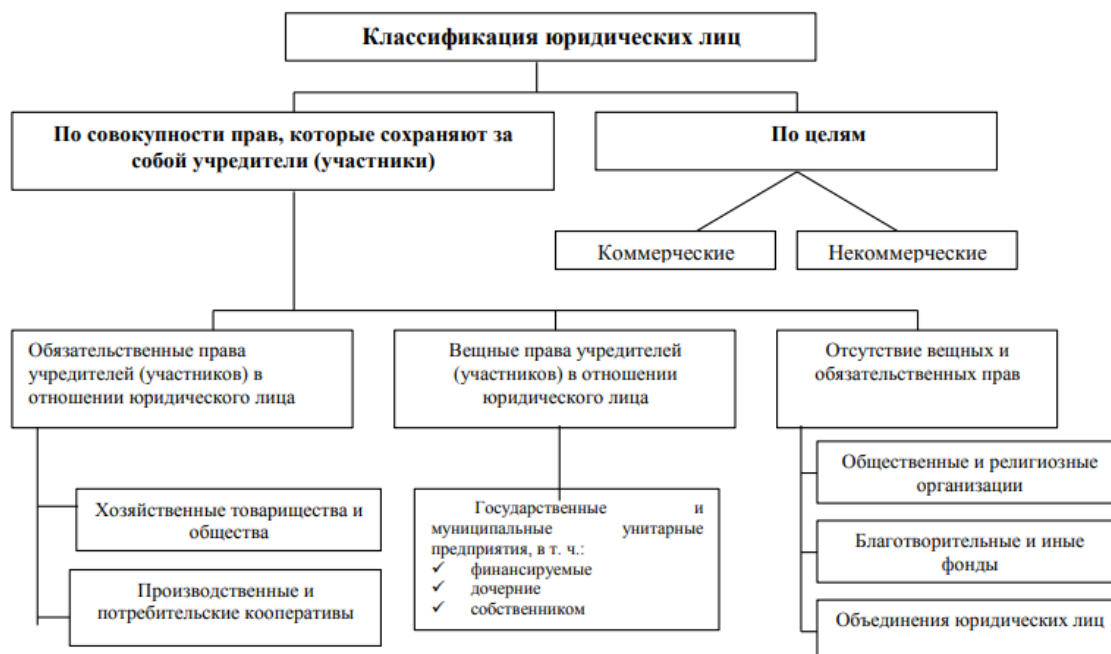 Классификация юридических лиц
По совокупности прав, которые сохраняют за
собой учредители (участники)
По целям
Коммерческие
Некоммерческие
Обязательственные права
учредителей (участников) в
отношении юридического лица
Вещные права учредителей
(участников) в отношении
юридического лица
Отсутствие вещных и
обязательственных прав
Хозяйственные товарищества и
общества
Производственные и
потребительские кооперативы
Государственные и
муниципальные унитарные
предприятия, в т. ч.:
✓ финансируемые
✓ дочерние
✓ собственником
Общественные и религиозные
организации
Благотворительные и иные
фонды
Объединения юридических лиц